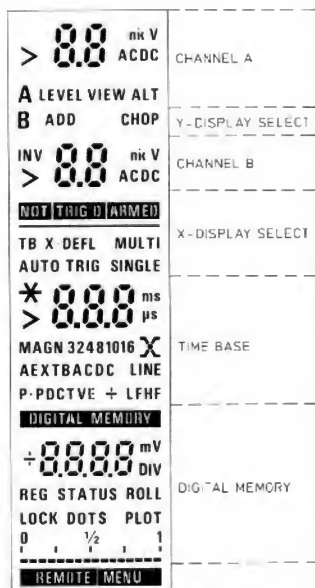 8.8 mV
> ACDC
CHANNEL A
A LEVEL VIEW ALT
B ADD CHOP
Y-DISPLAY SELECT
INV 8.8 mV
> ACDC
CHANNEL B
NOT TRIG D ARMED
X-DISPLAY SELECT
TB X-DEFL MULTI
AUTO TRIG SINGLE
* 8.8.8 ms
> µs
MAGN 32481016 X
TIME BASE
AEXTBACDC LINE
P-PDCTVE ÷ LFHF
DIGITAL MEMORY
÷8.8.8.8 mV
DIV
REG STATUS ROLL
DIGITAL MEMORY
LOCK DOTS PLOT
0 ½ 1
REMOTE MENU